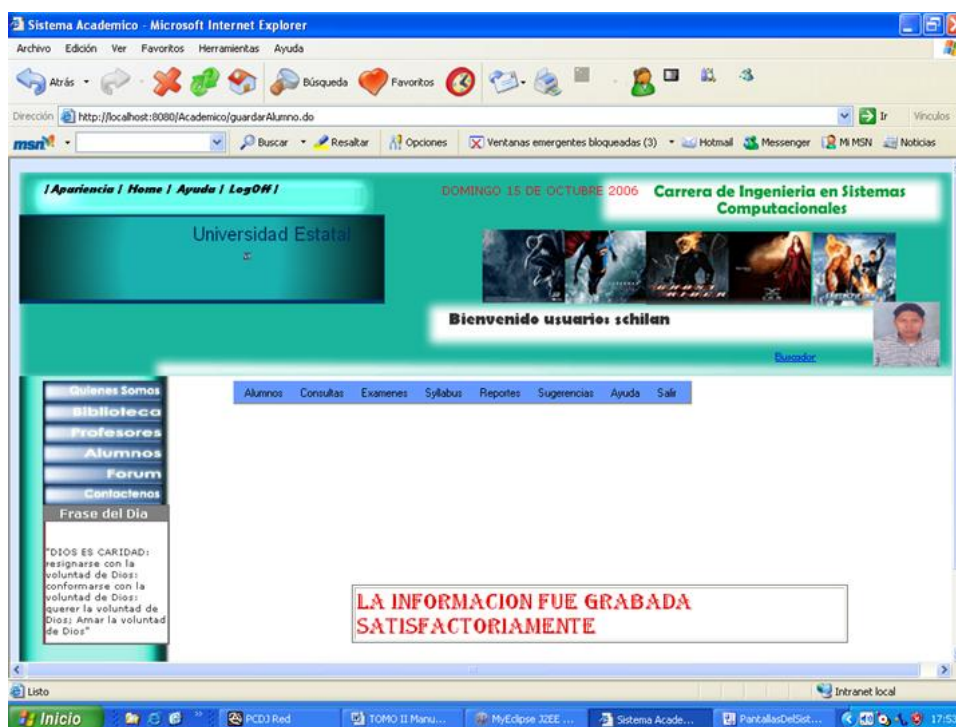 Sistema Academico - Microsoft Internet Explorer
Archivo Edición Ver Favoritos Herramientas Ayuda
Atrás Búsqueda Favoritos
Dirección http://localhost:8080/Academico/guardarAlumno.do Ir Vínculos
msn Buscar Resaltar Opciones Ventanas emergentes bloqueadas (3) Hotmail Messenger Mi MSN Noticias
| Apariencia | Home | Ayuda | LogOff |
DOMINGO 15 DE OCTUBRE 2006
Carrera de Ingenieria en Sistemas
Computacionales
Universidad Estatal
Bienvenido usuario: schilan
Buscador
Alumnos Consultas Examenes Syllabus Reportes Sugerencias Ayuda Salir
Quienes Somos
Biblioteca
Profesores
Alumnos
Forum
Contactenos
Frase del Dia
"DIOS ES CARIDAD:
resignarse con la
voluntad de Dios:
conformarse con la
voluntad de Dios:
querer la voluntad de
Dios; Amar la voluntad
de Dios"
LA INFORMACION FUE GRABADA
SATISFACTORIAMENTE
Listo Intranet local
Inicio PCDJ Red TOMO II Manu... MyEclipse J2EE ... Sistema Acade... PantallasDelSist... 17:53